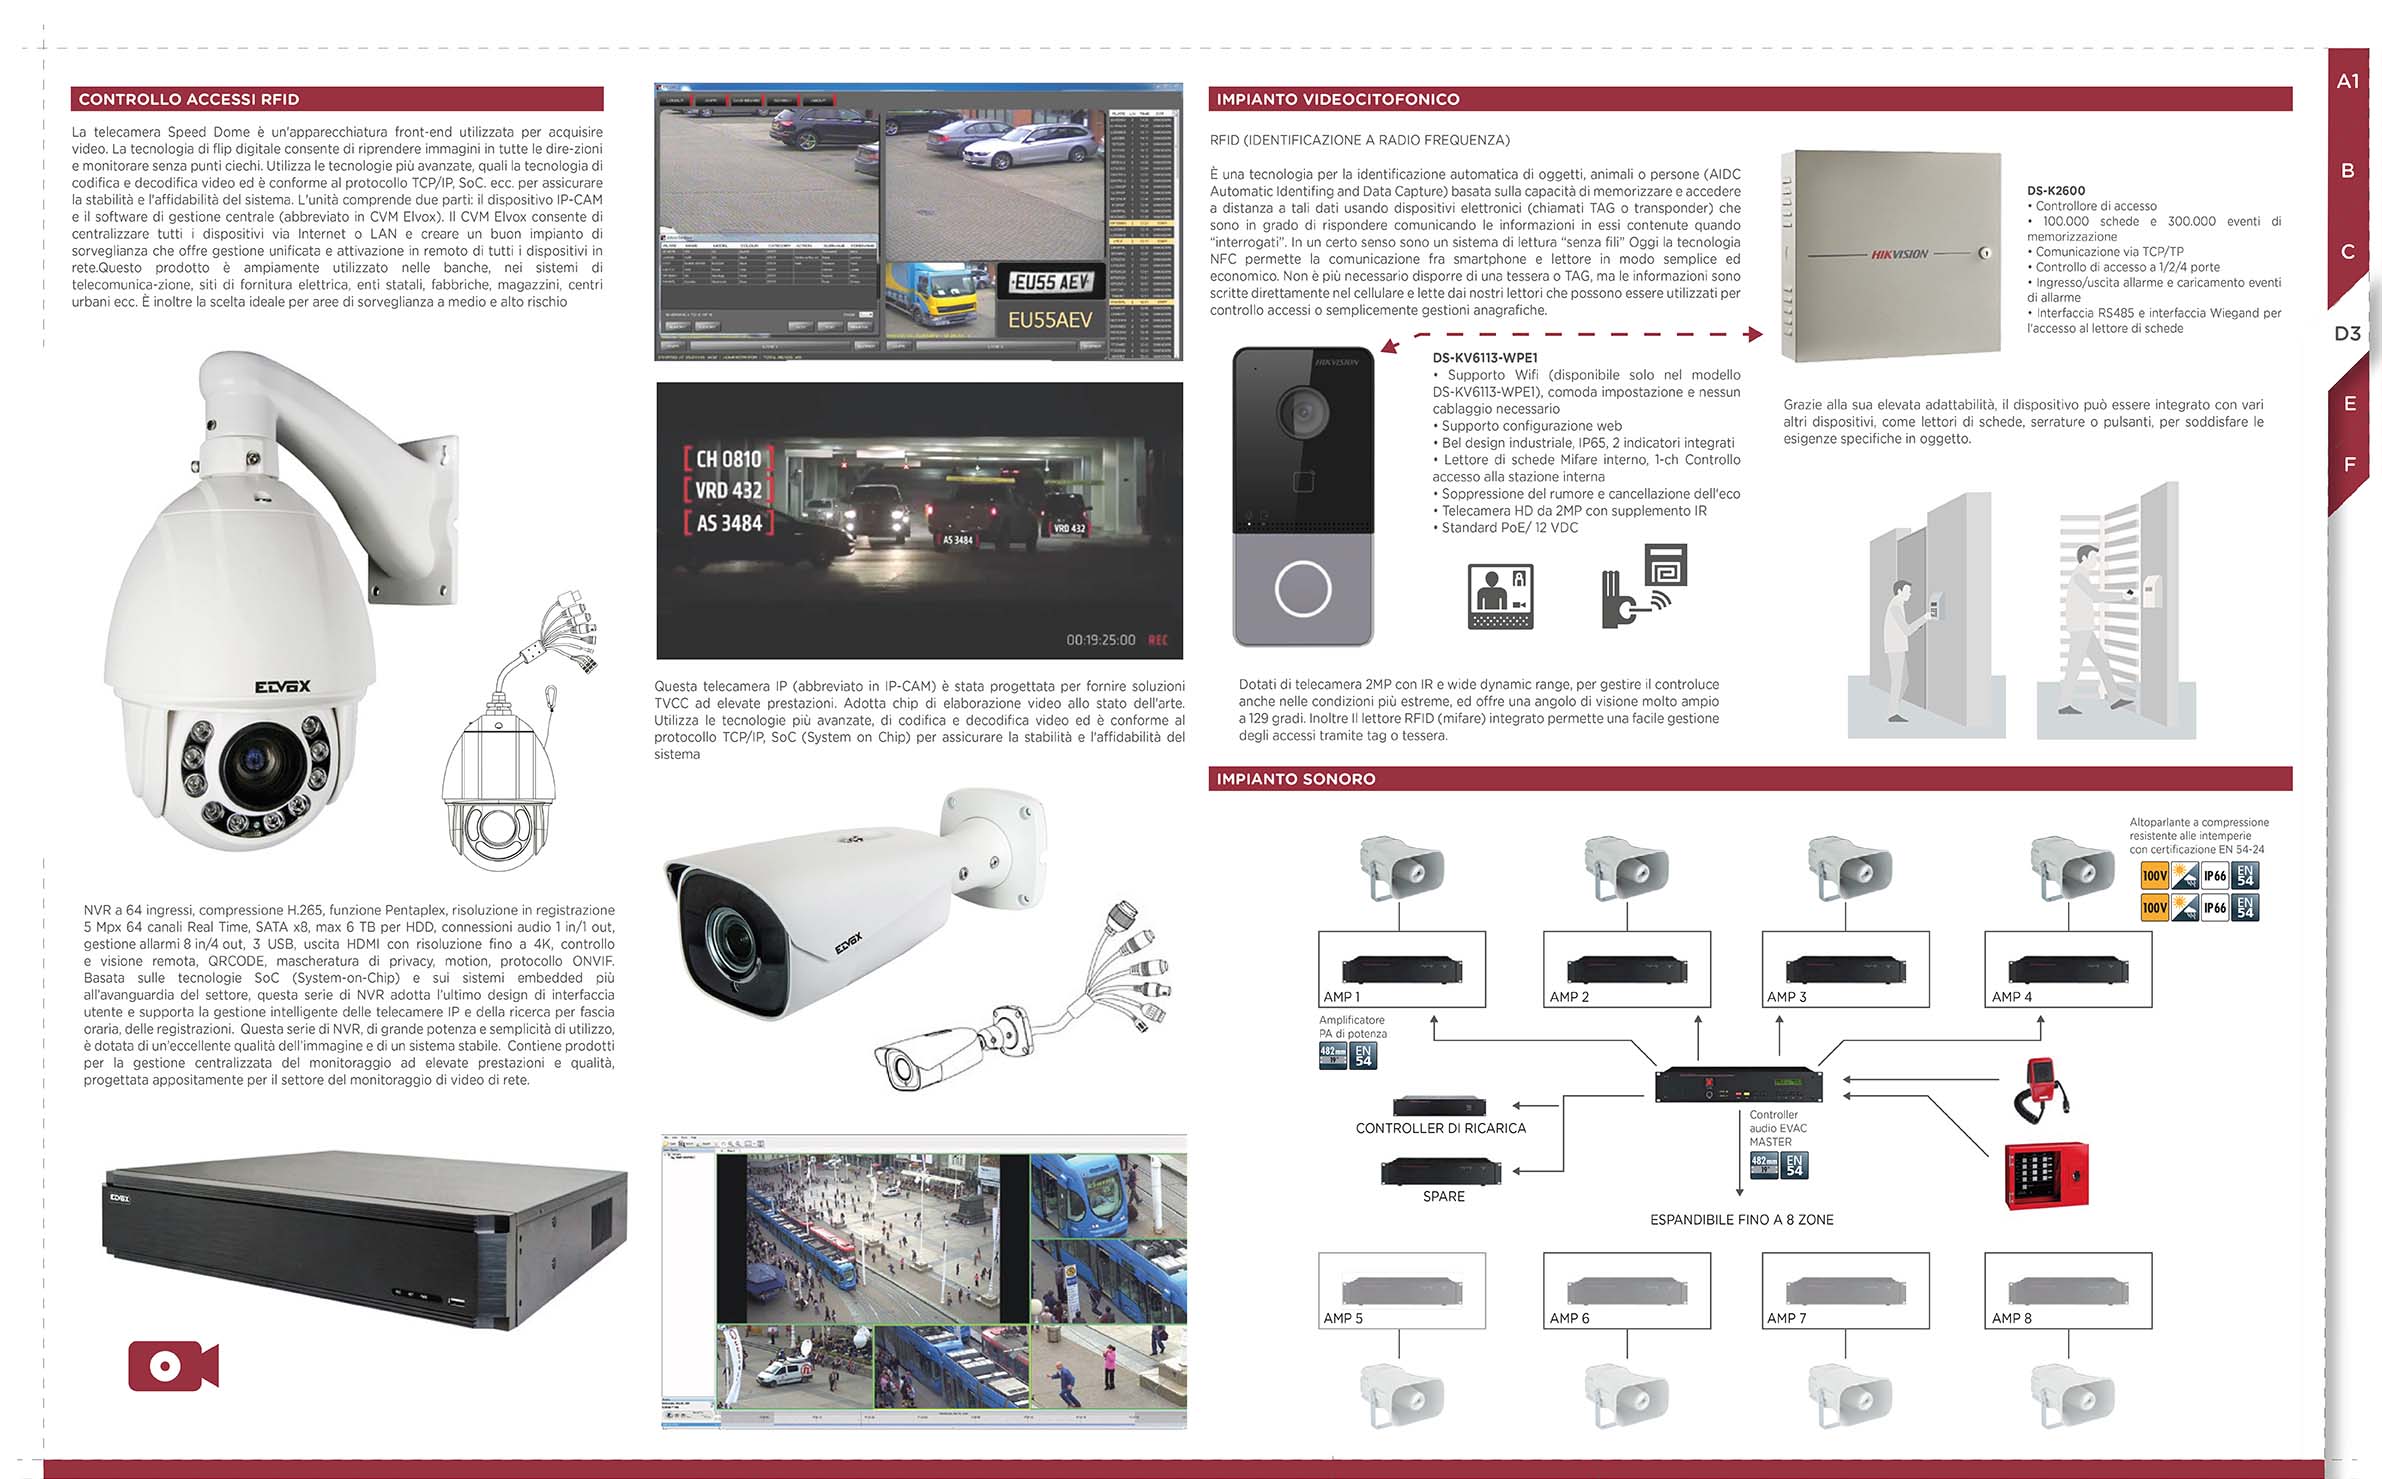 CONTROLLO ACCESSI RFID
La telecamera Speed Dome è un'apparecchiatura front-end utilizzata per acquisire
video. La tecnologia di flip digitale consente di riprendere immagini in tutte le dire-zioni
e monitorare senza punti ciechi. Utilizza le tecnologie più avanzate, quali la tecnologia di
codifica e decodifica video ed è conforme al protocollo TCP/IP, SoC. ecc. per assicurare
la stabilità e l'affidabilità del sistema. L'unità comprende due parti: il dispositivo IP-CAM
e il software di gestione centrale (abbreviato in CVM Elvox). Il CVM Elvox consente di
centralizzare tutti i dispositivi via Internet o LAN e creare un buon impianto di
sorveglianza che offre gestione unificata e attivazione in remoto di tutti i dispositivi in
rete.Questo prodotto è ampiamente utilizzato nelle banche, nei sistemi di
telecomunica-zione, siti di fornitura elettrica, enti statali, fabbriche, magazzini, centri
urbani ecc. È inoltre la scelta ideale per aree di sorveglianza a medio e alto rischio
ELVOX
NVR a 64 ingressi, compressione H.265, funzione Pentaplex, risoluzione in registrazione
5 Mpx 64 canali Real Time, SATA x8, max 6 TB per HDD, connessioni audio 1 in/1 out,
gestione allarmi 8 in/4 out, 3 USB, uscita HDMI con risoluzione fino a 4K, controllo
e visione remota, QRCODE, mascheratura di privacy, motion, protocollo ONVIF.
Basata sulle tecnologie SoC (System-on-Chip) e sui sistemi embedded più
all'avanguardia del settore, questa serie di NVR adotta l'ultimo design di interfaccia
utente e supporta la gestione intelligente delle telecamere IP e della ricerca per fascia
oraria, delle registrazioni. Questa serie di NVR, di grande potenza e semplicità di utilizzo,
è dotata di un'eccellente qualità dell'immagine e di un sistema stabile. Contiene prodotti
per la gestione centralizzata del monitoraggio ad elevate prestazioni e qualità,
progettata appositamente per il settore del monitoraggio di video di rete.
ELVOX
EU55 AEV
EU55AEV
CH 0810
VRD 432
AS 3484
AS 3484
VRD 432
00:19:25:00 REC
Questa telecamera IP (abbreviato in IP-CAM) è stata progettata per fornire soluzioni
TVCC ad elevate prestazioni. Adotta chip di elaborazione video allo stato dell'arte.
Utilizza le tecnologie più avanzate, di codifica e decodifica video ed è conforme al
protocollo TCP/IP, SoC (System on Chip) per assicurare la stabilità e l'affidabilità del
sistema
ELVOX
IMPIANTO VIDEOCITOFONICO
RFID (IDENTIFICAZIONE A RADIO FREQUENZA)
È una tecnologia per la identificazione automatica di oggetti, animali o persone (AIDC
Automatic Identifing and Data Capture) basata sulla capacità di memorizzare e accedere
a distanza a tali dati usando dispositivi elettronici (chiamati TAG o transponder) che
sono in grado di rispondere comunicando le informazioni in essi contenute quando
"interrogati". In un certo senso sono un sistema di lettura "senza fili" Oggi la tecnologia
NFC permette la comunicazione fra smartphone e lettore in modo semplice ed
economico. Non è più necessario disporre di una tessera o TAG, ma le informazioni sono
scritte direttamente nel cellulare e lette dai nostri lettori che possono essere utilizzati per
controllo accessi o semplicemente gestioni anagrafiche.
HIKVISION
DS-KV6113-WPE1
• Supporto Wifi (disponibile solo nel modello
DS-KV6113-WPE1), comoda impostazione e nessun
cablaggio necessario
• Supporto configurazione web
• Bel design industriale, IP65, 2 indicatori integrati
• Lettore di schede Mifare interno, 1-ch Controllo
accesso alla stazione interna
• Soppressione del rumore e cancellazione dell'eco
• Telecamera HD da 2MP con supplemento IR
• Standard PoE/ 12 VDC
Dotati di telecamera 2MP con IR e wide dynamic range, per gestire il controluce
anche nelle condizioni più estreme, ed offre una angolo di visione molto ampio
a 129 gradi. Inoltre Il lettore RFID (mifare) integrato permette una facile gestione
degli accessi tramite tag o tessera.
HIKVISION
DS-K2600
• Controllore di accesso
• 100.000 schede e 300.000 eventi di
memorizzazione
• Comunicazione via TCP/TP
• Controllo di accesso a 1/2/4 porte
• Ingresso/uscita allarme e caricamento eventi
di allarme
• Interfaccia RS485 e interfaccia Wiegand per
l'accesso al lettore di schede
Grazie alla sua elevata adattabilità, il dispositivo può essere integrato con vari
altri dispositivi, come lettori di schede, serrature o pulsanti, per soddisfare le
esigenze specifiche in oggetto.
A1
B
C
D3
E
F
IMPIANTO SONORO
Altoparlante a compressione
resistente alle intemperie
con certificazione EN 54-24
100V IP66 EN 54
100V IP66 EN 54
AMP 1
AMP 2
AMP 3
AMP 4
Amplificatore
PA di potenza
482mm 19" EN 54
CONTROLLER DI RICARICA
SPARE
Controller
audio EVAC
MASTER
482mm 19" EN 54
ESPANDIBILE FINO A 8 ZONE
AMP 5
AMP 6
AMP 7
AMP 8